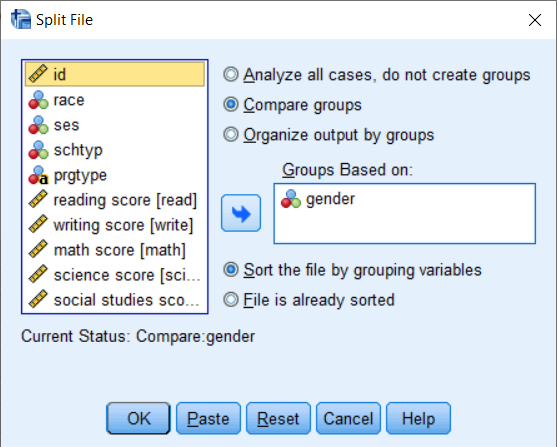 Split File
id
race
ses
schtyp
prgtype
reading score [read]
writing score [write]
math score [math]
science score [sci...
social studies sco...
Analyze all cases, do not create groups
Compare groups
Organize output by groups
Groups Based on:
gender
Sort the file by grouping variables
File is already sorted
Current Status: Compare:gender
OK Paste Reset Cancel Help